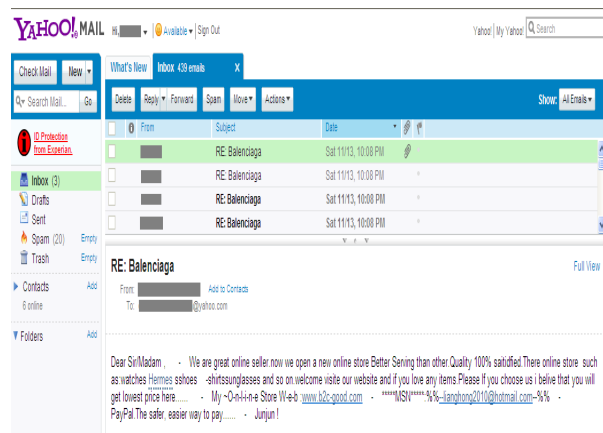 YAHOO! MAIL Hi, Available Sign Out Yahoo! My Yahoo! Search
Check Mail New What's New Inbox 439 emails X
Search Mail... Go Delete Reply Forward Spam Move Actions Show: All Emails
From Subject Date
ID Protection
from Experian.
RE: Balenciaga Sat 11/13, 10:08 PM
RE: Balenciaga Sat 11/13, 10:08 PM
RE: Balenciaga Sat 11/13, 10:08 PM
RE: Balenciaga Sat 11/13, 10:08 PM
Inbox (3)
Drafts
Sent
Spam (20) Empty
Trash Empty
Contacts Add
6 online
Folders Add
RE: Balenciaga Full View
From: Add to Contacts
To: @yahoo.com
Dear Sir/Madam , - We are great online seller.now we open a new online store Better Serving than other.Quality 100% saitidfied.There online store such
as:watches Hermes sshoes -shirtssunglasses and so on.welcome visite our website and if you love any items.Please If you choose us i belive that you will
get lowest price here...... - My ~O-n-l-i-n-e Store W-e-b :www.b2c-good.com - *****MSN*****:%%--lianghong2010@hotmail.com--%% -
PayPal.The safer, easier way to pay...... - Junjun !